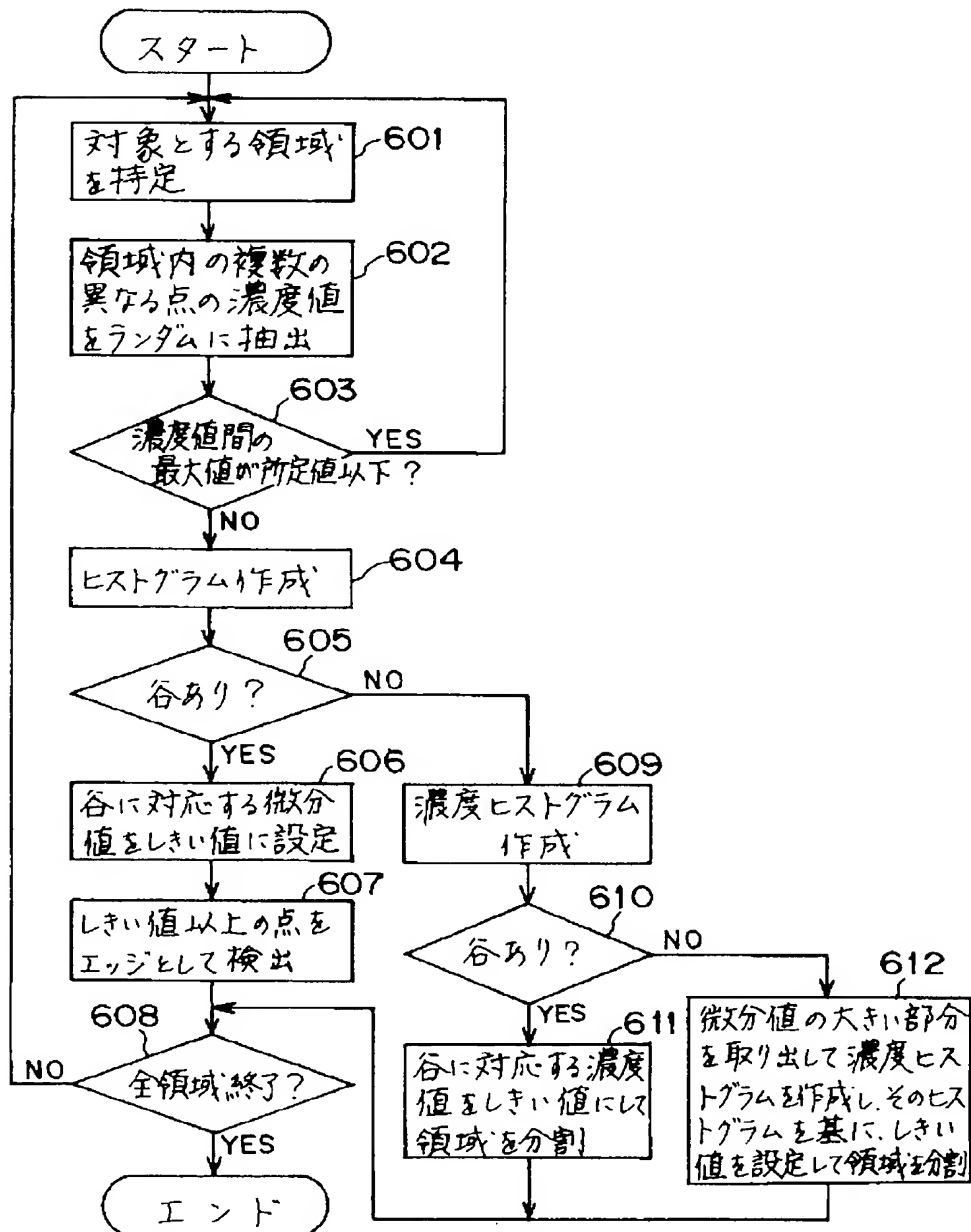 スタート
対象とする領域
を特定
601
領域内の複数の
異なる点の濃度値
をランダムに抽出
602
603
濃度値間の
最大値が所定値以下?
YES
NO
ヒストグラム作成
604
605
谷あり?
NO
YES
606
谷に対応する微分
値をしきい値に設定
607
しきい値以上の点を
エッジとして検出
608
全領域終了?
NO
YES
エンド
609
濃度ヒストグラム
作成
610
谷あり?
NO
YES
611
谷に対応する濃度
値をしきい値にして
領域を分割
612
微分値の大きい部分
を取り出して濃度ヒス
トグラムを作成し、そのヒス
トグラムを基に、しきい
値を設定して領域を分割